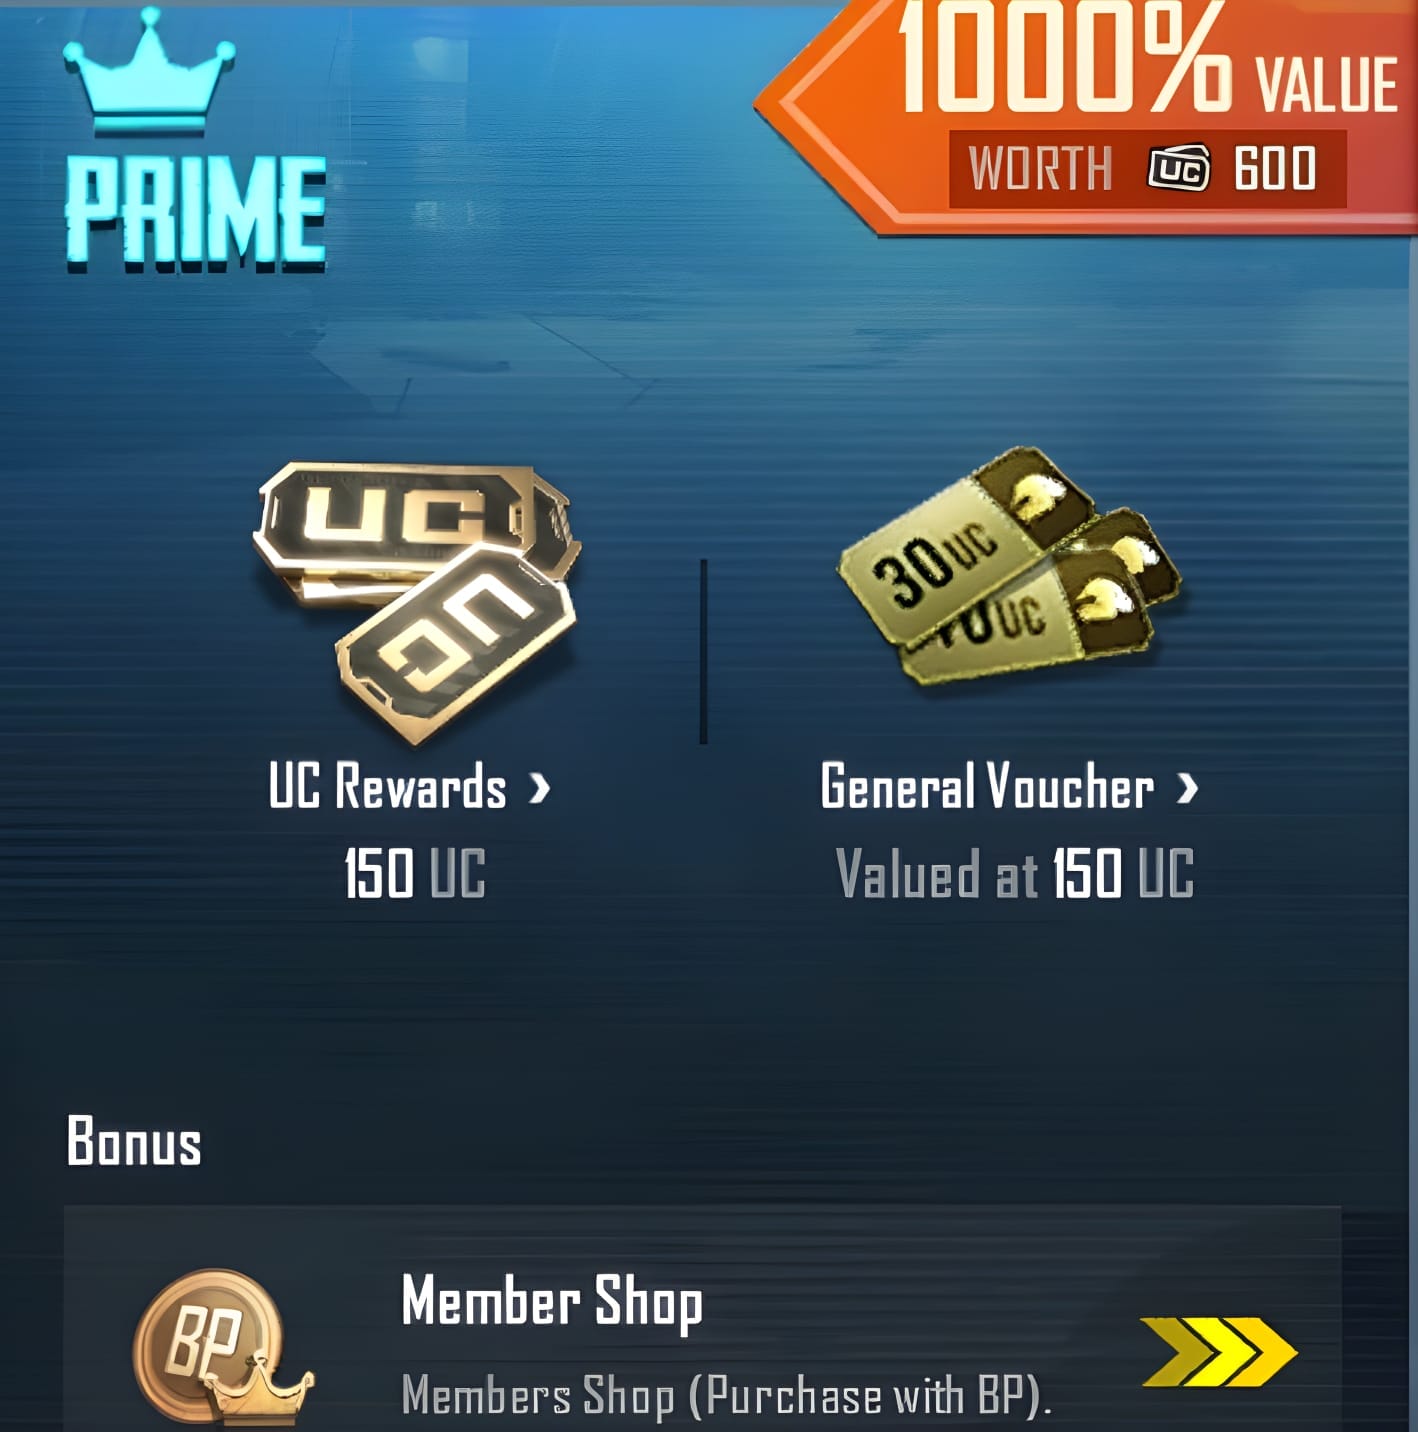 PRIME
1000% VALUE
WORTH UC 600
UC
UC
30UC
UC
UC Rewards ›
150 UC
General Voucher ›
Valued at 150 UC
Bonus
BP
Member Shop
Members Shop (Purchase with BP).